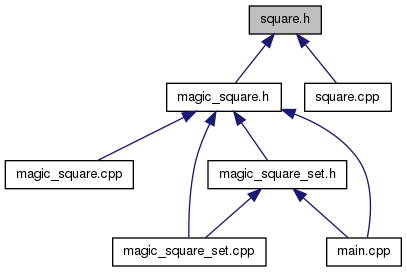 square.h
magic_square.h
square.cpp
magic_square.cpp
magic_square_set.h
magic_square_set.cpp
main.cpp